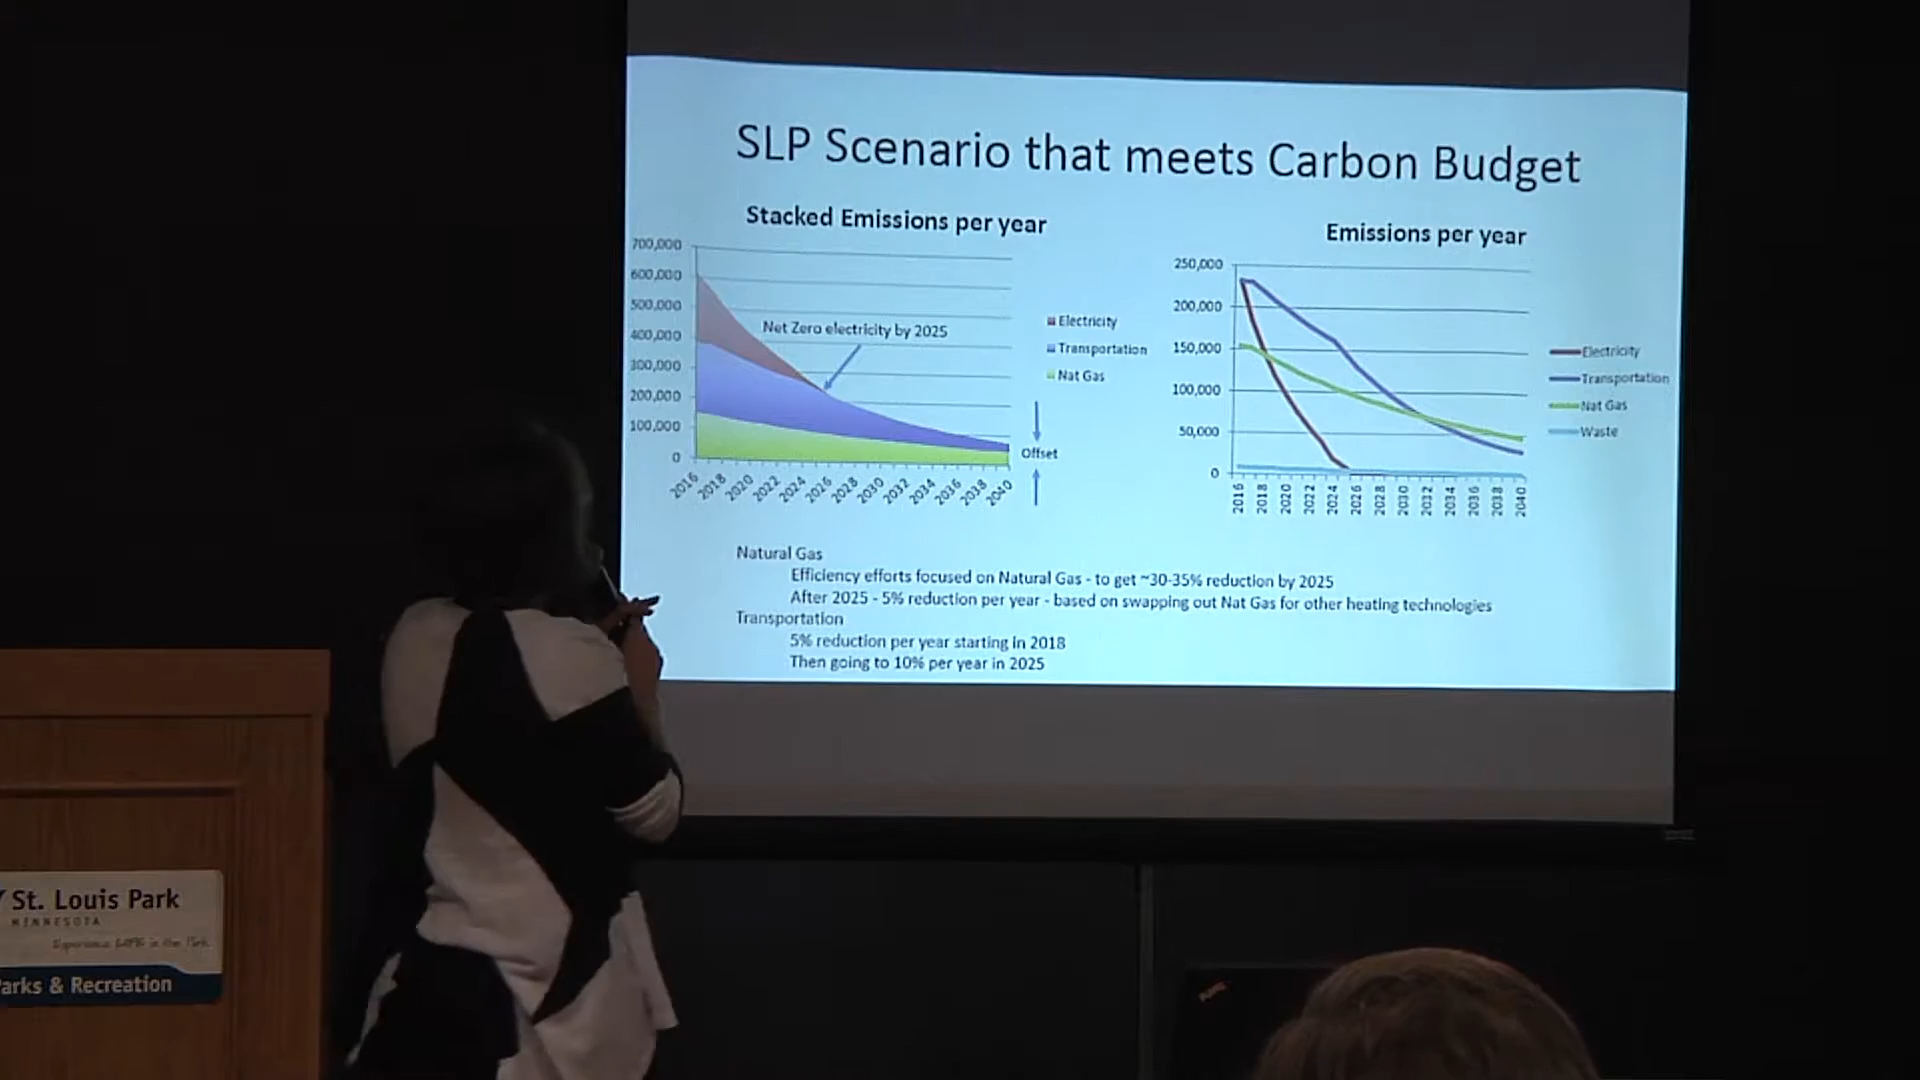 SLP Scenario that meets Carbon Budget
Stacked Emissions per year
700,000
600,000
500,000
400,000
300,000
200,000
100,000
0
2016 2018 2020 2022 2024 2026 2028 2030 2032 2034 2036 2038 2040
Net Zero electricity by 2025
Electricity
Transportation
Nat Gas
Offset
Emissions per year
250,000
200,000
150,000
100,000
50,000
0
2016 2018 2020 2022 2024 2026 2028 2030 2032 2034 2036 2038 2040
Electricity
Transportation
Nat Gas
Waste
Natural Gas
Efficiency efforts focused on Natural Gas - to get ~30-35% reduction by 2025
After 2025 - 5% reduction per year - based on swapping out Nat Gas for other heating technologies
Transportation
5% reduction per year starting in 2018
Then going to 10% per year in 2025
St. Louis Park
MINNESOTA
Experience LIFE in the Park
arks & Recreation